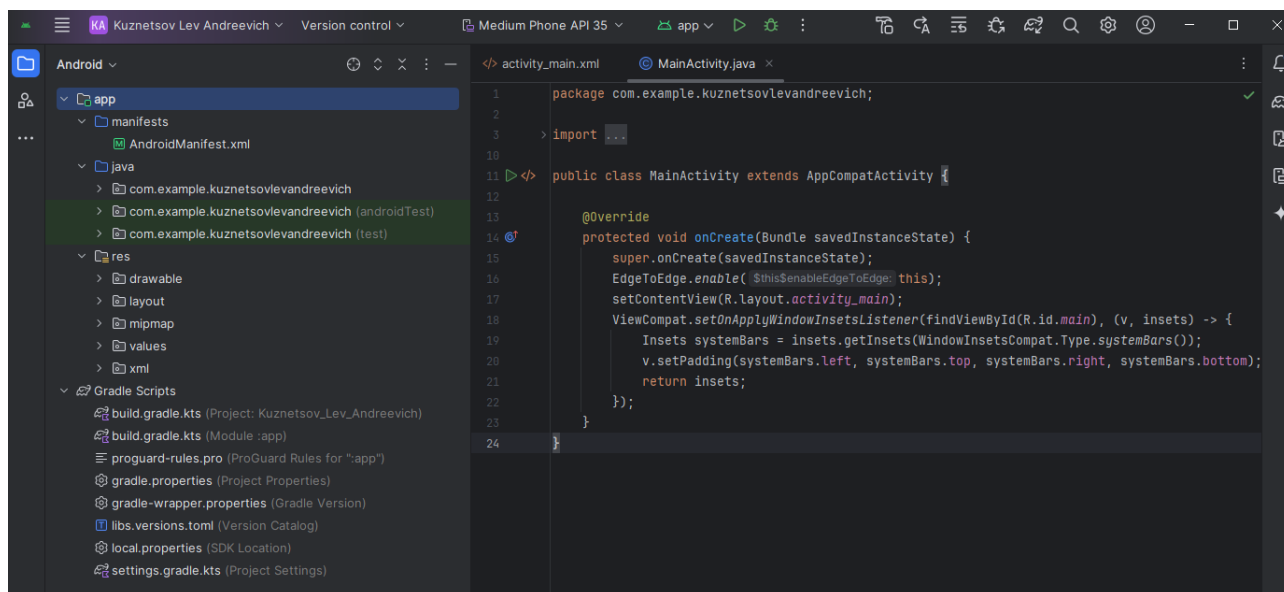 KA Kuznetsov Lev Andreevich Version control Medium Phone API 35 app
Android
app
manifests
AndroidManifest.xml
java
com.example.kuznetsovlevandreevich
com.example.kuznetsovlevandreevich (androidTest)
com.example.kuznetsovlevandreevich (test)
res
drawable
layout
mipmap
values
xml
Gradle Scripts
build.gradle.kts (Project: Kuznetsov_Lev_Andreevich)
build.gradle.kts (Module :app)
proguard-rules.pro (ProGuard Rules for ":app")
gradle.properties (Project Properties)
gradle-wrapper.properties (Gradle Version)
libs.versions.toml (Version Catalog)
local.properties (SDK Location)
settings.gradle.kts (Project Settings)
activity_main.xml MainActivity.java
1 package com.example.kuznetsovlevandreevich;
2
3 import ...
10
11 public class MainActivity extends AppCompatActivity {
12
13 @Override
14 protected void onCreate(Bundle savedInstanceState) {
15 super.onCreate(savedInstanceState);
16 EdgeToEdge.enable( $this$enableEdgeToEdge: this);
17 setContentView(R.layout.activity_main);
18 ViewCompat.setOnApplyWindowInsetsListener(findViewById(R.id.main), (v, insets) -> {
19 Insets systemBars = insets.getInsets(WindowInsetsCompat.Type.systemBars());
20 v.setPadding(systemBars.left, systemBars.top, systemBars.right, systemBars.bottom);
21 return insets;
22 });
23 }
24 }